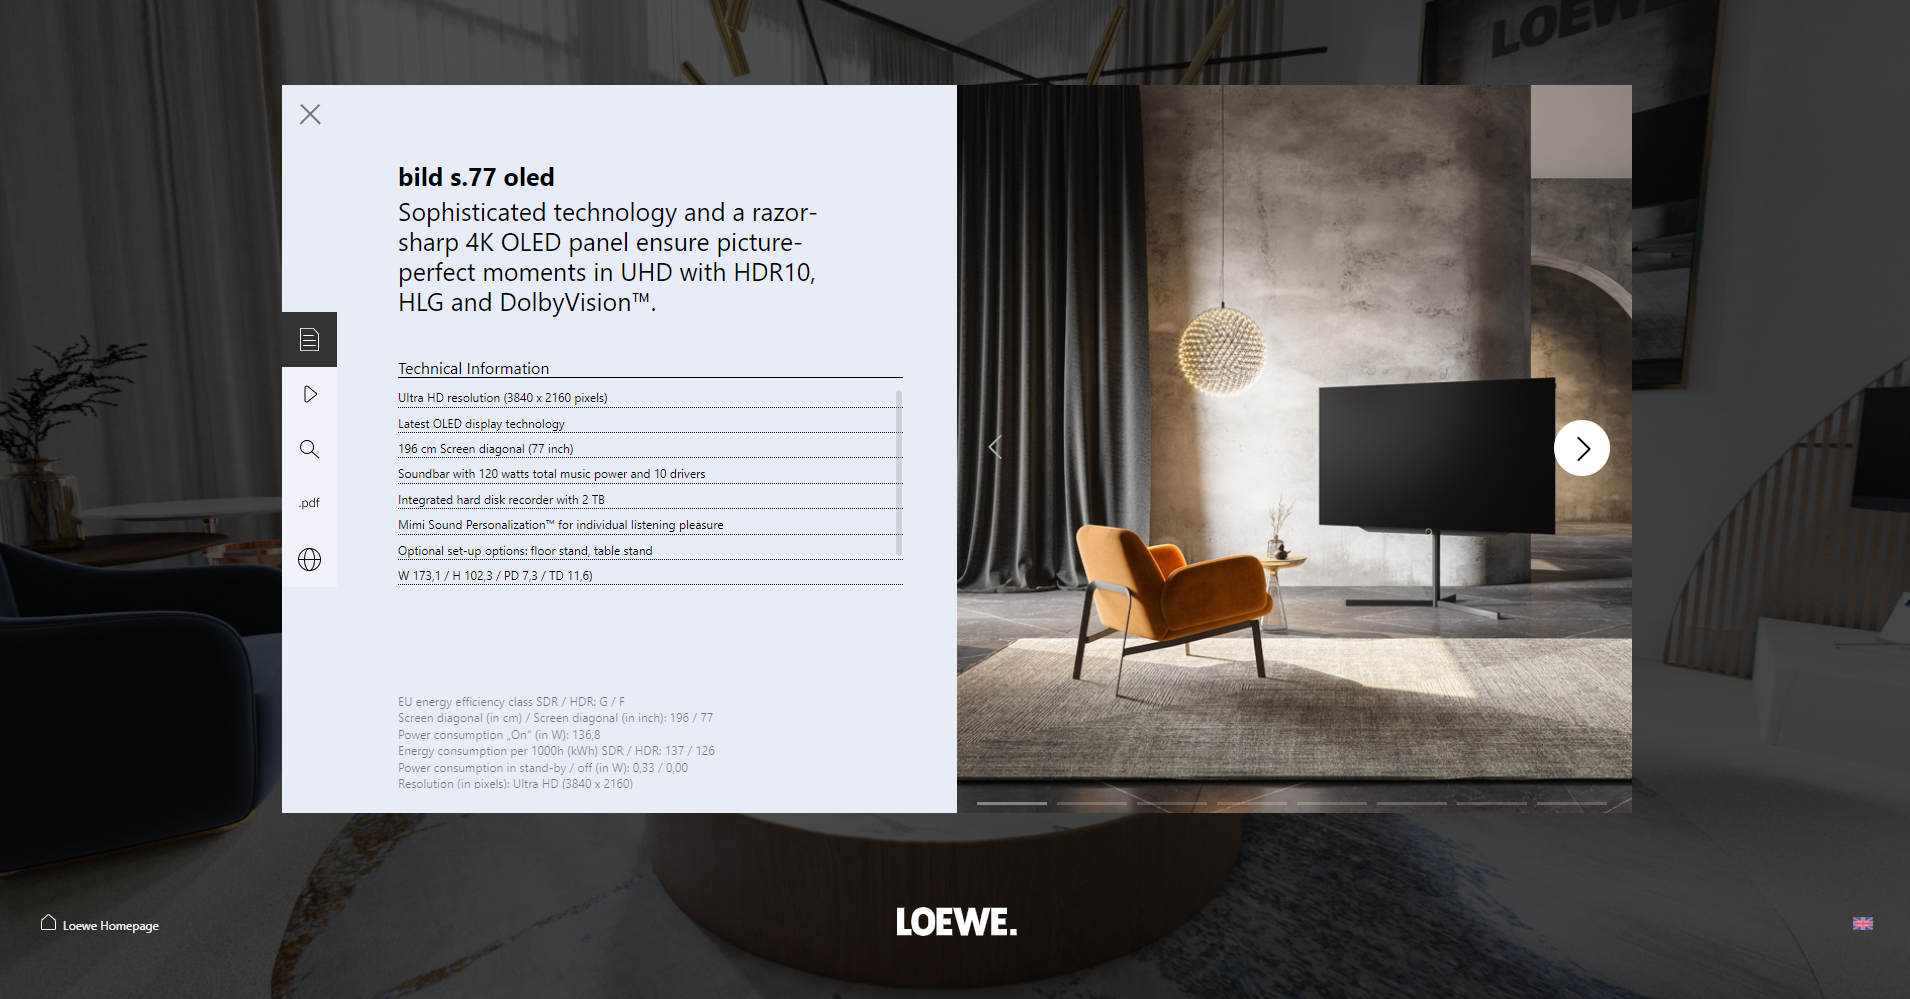 LOEWE
bild s.77 oled
Sophisticated technology and a razor-
sharp 4K OLED panel ensure picture-
perfect moments in UHD with HDR10,
HLG and DolbyVision™.
Technical Information
Ultra HD resolution (3840 x 2160 pixels)
Latest OLED display technology
196 cm Screen diagonal (77 inch)
Soundbar with 120 watts total music power and 10 drivers
.pdf
Integrated hard disk recorder with 2 TB
Mimi Sound Personalization™ for individual listening pleasure
Optional set-up options: floor stand, table stand
W 173,1 / H 102,3 / PD 7,3 / TD 11,6)
EU energy efficiency class SDR / HDR: G / F
Screen diagonal (in cm) / Screen diagonal (in inch): 196 / 77
Power consumption „On“ (in W): 136,8
Energy consumption per 1000h (kWh) SDR / HDR: 137 / 126
Power consumption in stand-by / off (in W): 0,33 / 0,00
Resolution (in pixels): Ultra HD (3840 x 2160)
Loewe Homepage
LOEWE.